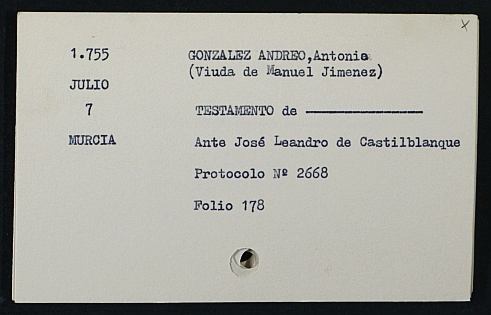 x
1.755 GONZALEZ ANDREO,Antonia
(Viuda de Manuel Jimenez)
JULIO
7 TESTAMENTO de ----------------
MURCIA Ante José Leandro de Castilblanque
Protocolo Nº 2668
Folio 178